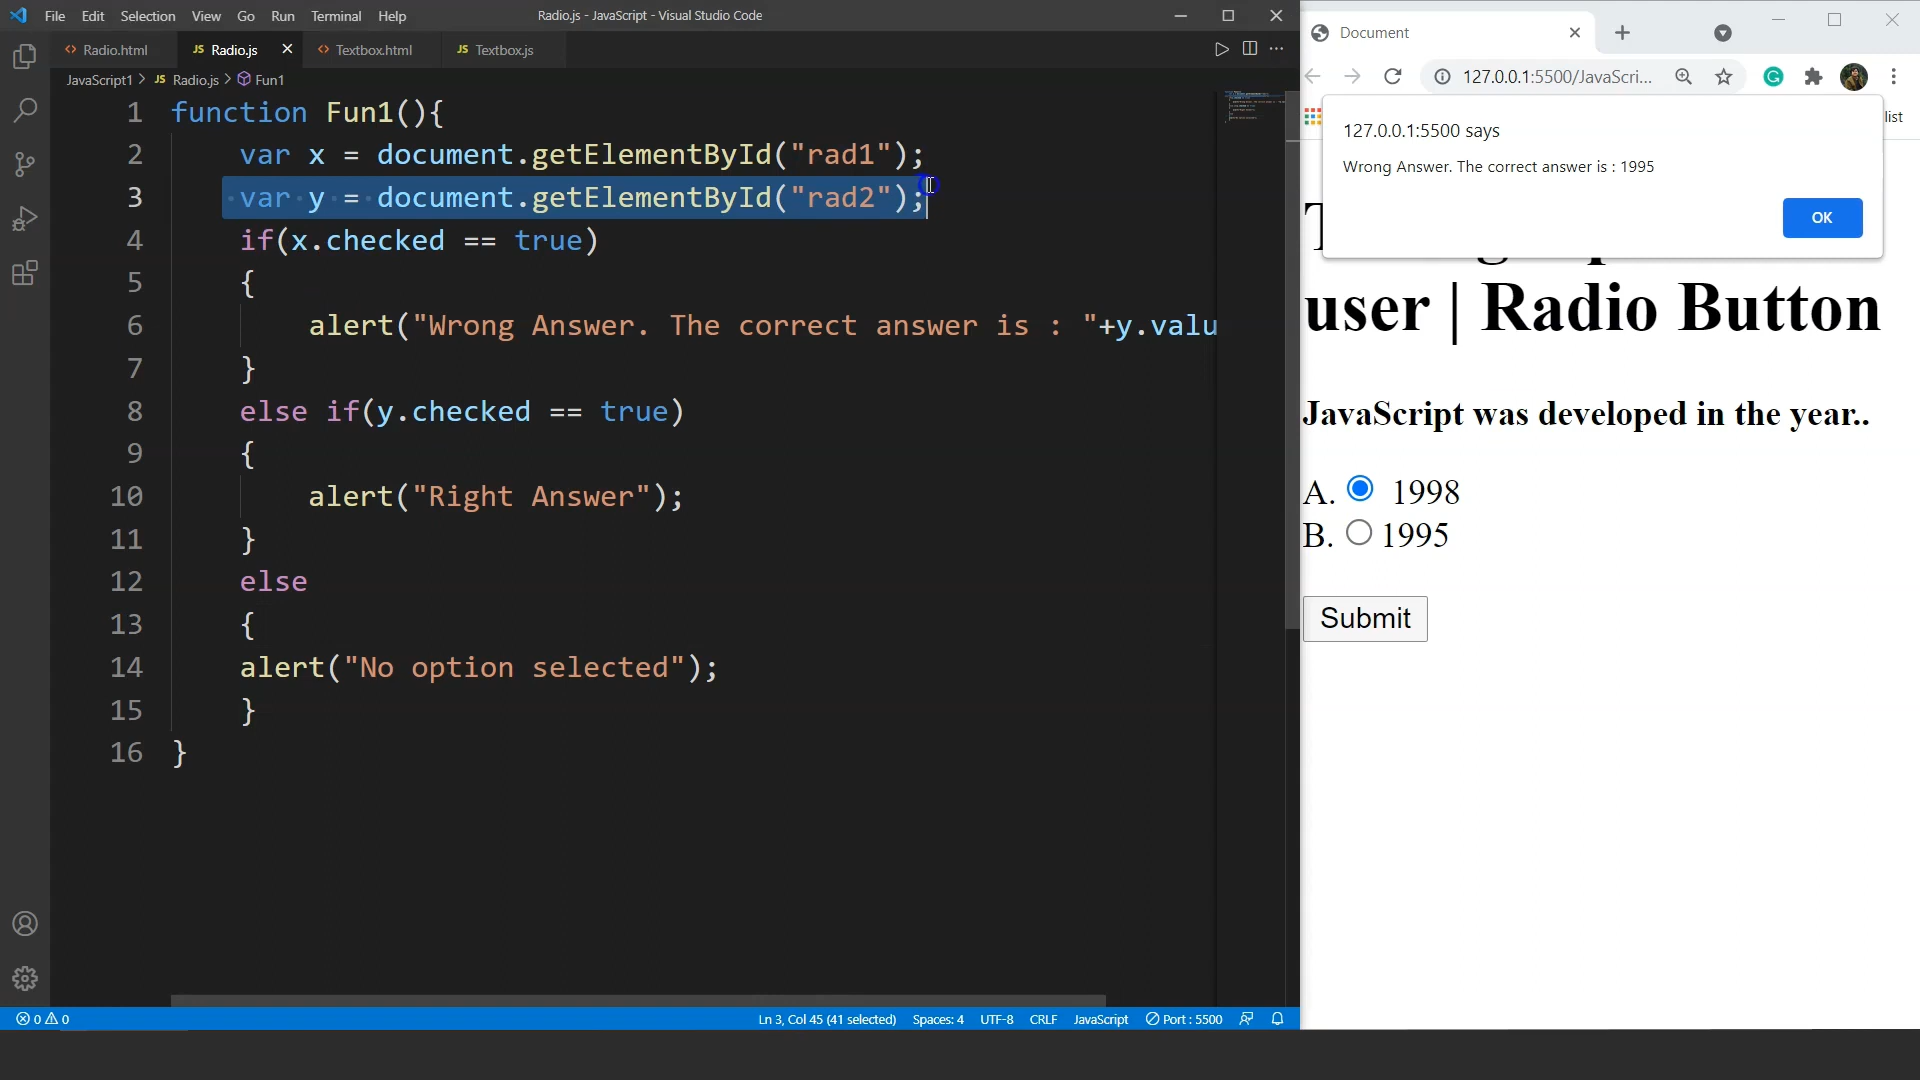 File Edit Selection View Go Run Terminal Help Radio.js - JavaScript - Visual Studio Code
Radio.html JS Radio.js Textbox.html JS Textbox.js
JavaScript1 > JS Radio.js > Fun1
1 function Fun1(){
2 var x = document.getElementById("rad1");
3 var y = document.getElementById("rad2");
4 if(x.checked == true)
5 {
6 alert("Wrong Answer. The correct answer is : "+y.valu
7 }
8 else if(y.checked == true)
9 {
10 alert("Right Answer");
11 }
12 else
13 {
14 alert("No option selected");
15 }
16 }
0 0 Ln 3, Col 45 (41 selected) Spaces: 4 UTF-8 CRLF JavaScript Port : 5500
Document
127.0.0.1:5500/JavaScri...
list
127.0.0.1:5500 says
Wrong Answer. The correct answer is : 1995
OK
user | Radio Button
JavaScript was developed in the year..
A. 1998
B. 1995
Submit